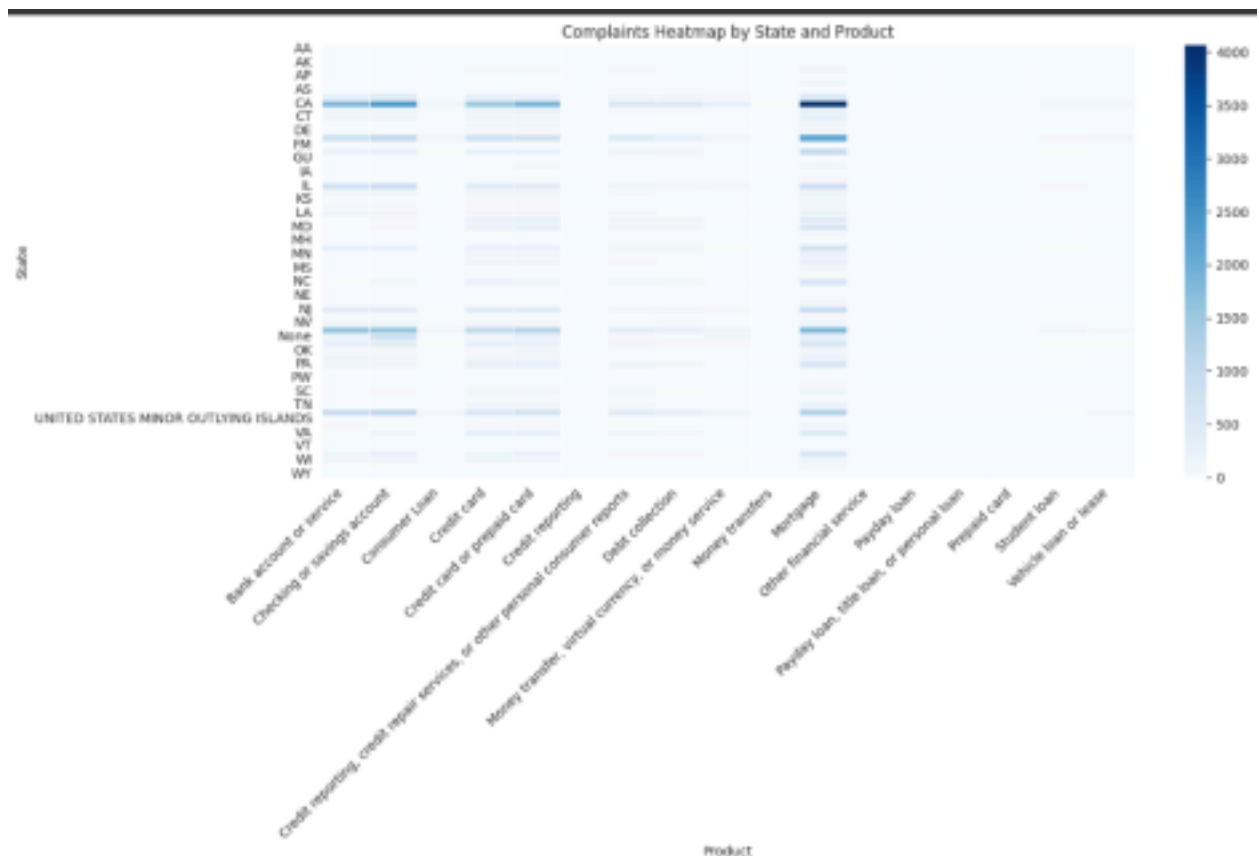 Complaints Heatmap by State and Product
AA
AK
AP
AS
CA
CT
DE
FM
GU
IA
IL
KS
LA
MD
MH
MN
MS
NC
NE
NJ
NV
None
OK
PA
PW
SC
TN
UNITED STATES MINOR OUTLYING ISLANDS
VA
VT
WI
WY
State
4000
3500
3000
2500
2000
1500
1000
500
0
Bank account or service
Checking or savings account
Consumer Loan
Credit card
Credit card or prepaid card
Credit reporting
Credit reporting, credit repair services, or other personal consumer reports
Debt collection
Money transfer, virtual currency, or money service
Money transfers
Mortgage
Other financial service
Payday loan
Payday loan, title loan, or personal loan
Prepaid card
Student loan
Vehicle loan or lease
Product